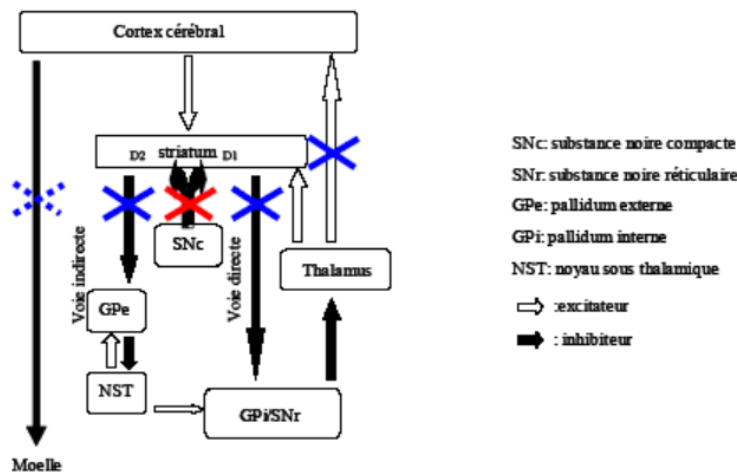 Cortex cérébral
D2 striatum D1
SNc
Voie indirecte
Voie directe
Thalamus
GPe
NST
GPi/SNr
Moelle
SNc: substance noire compacte
SNr: substance noire réticulaire
GPe: pallidum externe
GPi: pallidum interne
NST: noyau sous thalamique
:excitateur
: inhibiteur